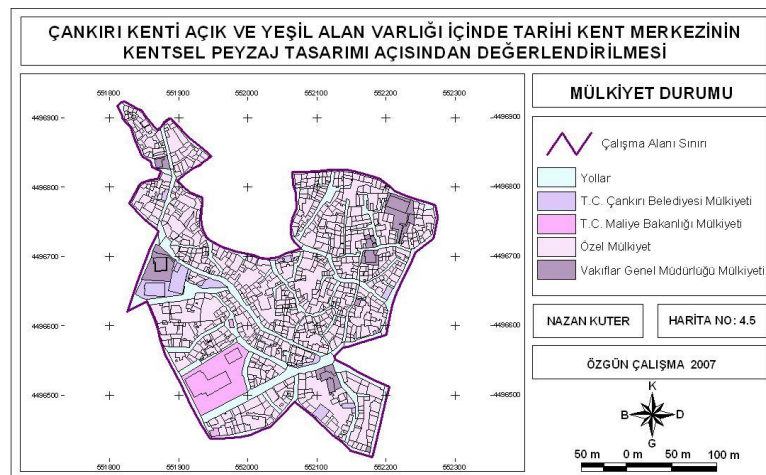 ÇANKIRI KENTİ AÇIK VE YEŞİL ALAN VARLIĞI İÇİNDE TARİHİ KENT MERKEZİNİN
KENTSEL PEYZAJ TASARIMI AÇISINDAN DEĞERLENDİRİLMESİ
551800 551900 552000 552100 552200 552300
4496900 4496900
4496800 4496800
4496700 4496700
4496600 4496600
4496500 4496500
551800 551900 552000 552100 552200 552300
MÜLKİYET DURUMU
Çalışma Alanı Sınırı
Yollar
T.C. Çankırı Belediyesi Mülkiyeti
T.C. Maliye Bakanlığı Mülkiyeti
Özel Mülkiyet
Vakıflar Genel Müdürlüğü Mülkiyeti
NAZAN KUTER
HARİTA NO: 4.5
ÖZGÜN ÇALIŞMA 2007
K
B D
G
50 m 0 m 50 m 100 m